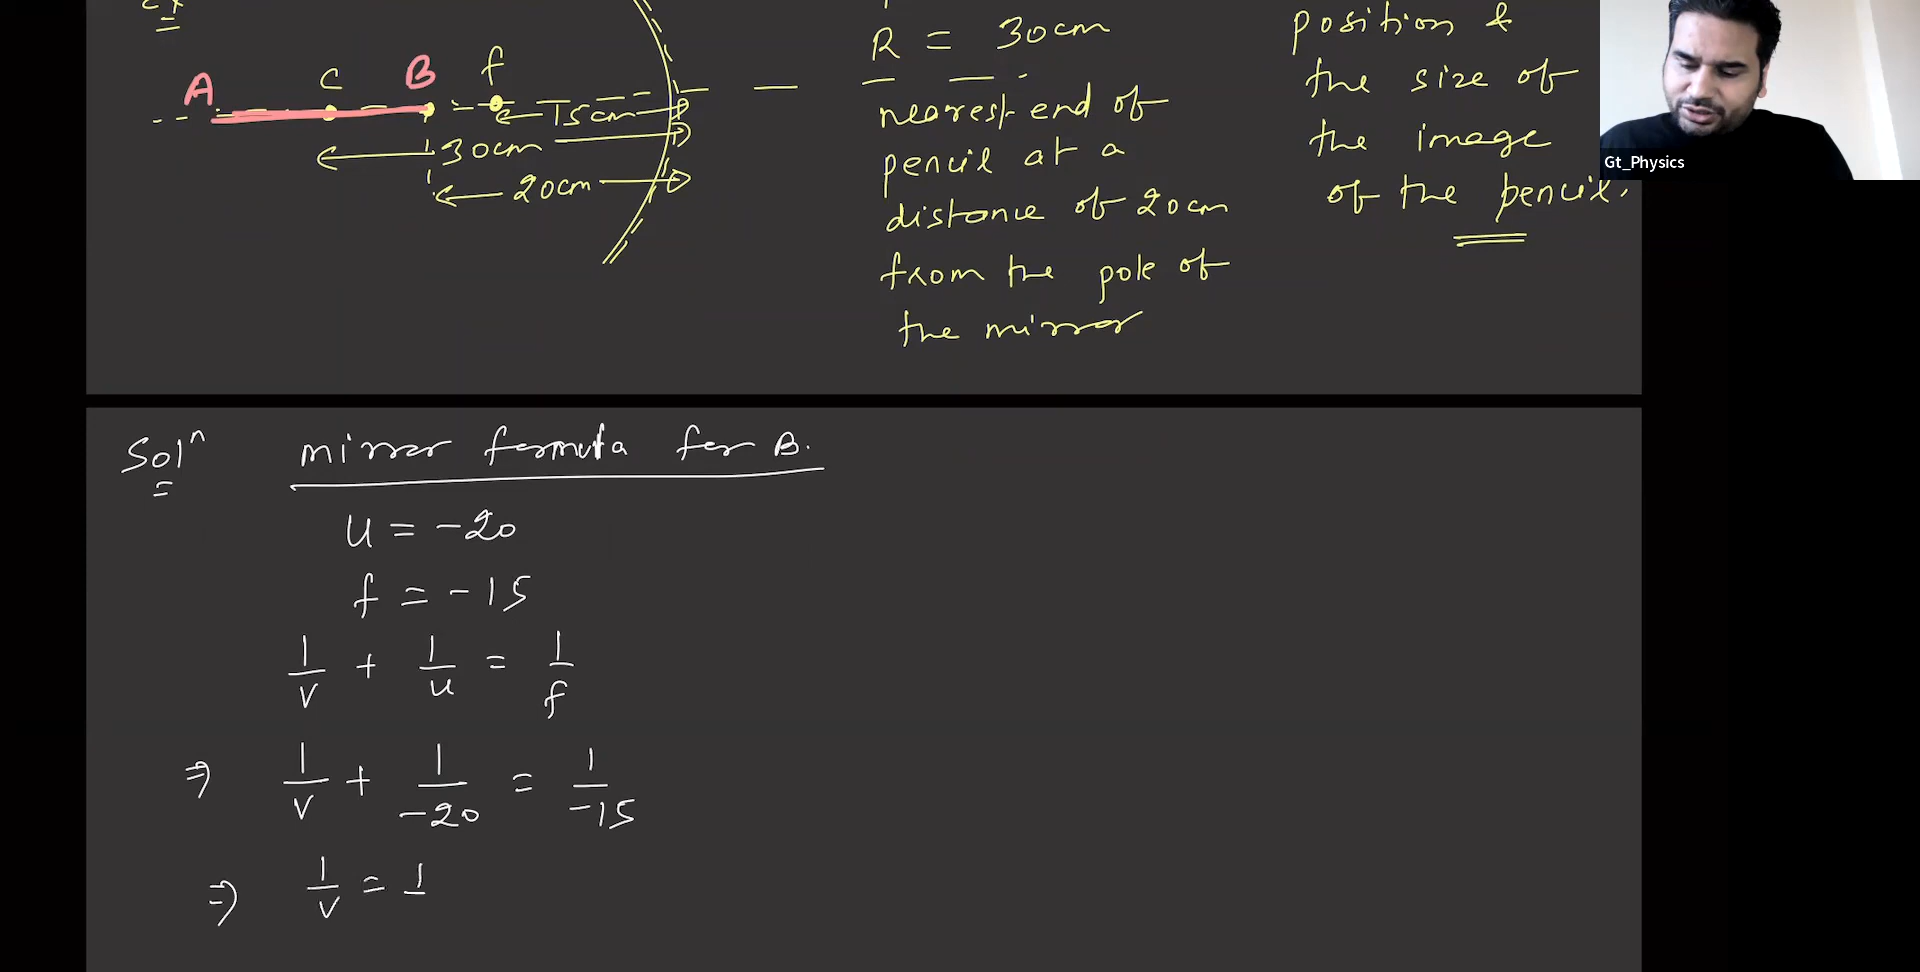 A C B f
15cm
30cm
20cm
R = 30cm
nearest end of
pencil at a
distance of 20cm
from the pole of
the mirror
position &
the size of
the image
of the pencil.
Gt_Physics
Solⁿ mirror formula for B.
u = -20
f = -15
1/v + 1/u = 1/f
⇒ 1/v + 1/-20 = 1/-15
⇒ 1/v = 1